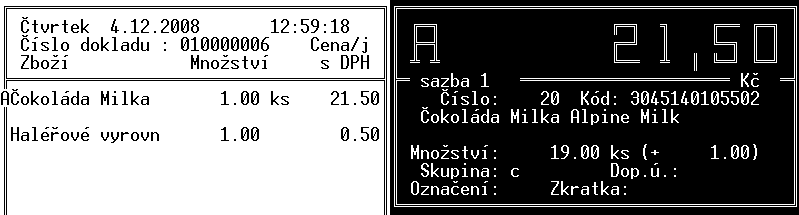 Čtvrtek 4.12.2008 12:59:18
Číslo dokladu : 010000006 Cena/j
Zboží Množství s DPH
AČokoláda Milka 1.00 ks 21.50
Haléřové vyrovn 1.00 0.50
A 21,50
sazba 1 Kč
Číslo: 20 Kód: 3045140105502
Čokoláda Milka Alpine Milk
Množství: 19.00 ks (+ 1.00)
Skupina: c Dop.ú.:
Označení: Zkratka: